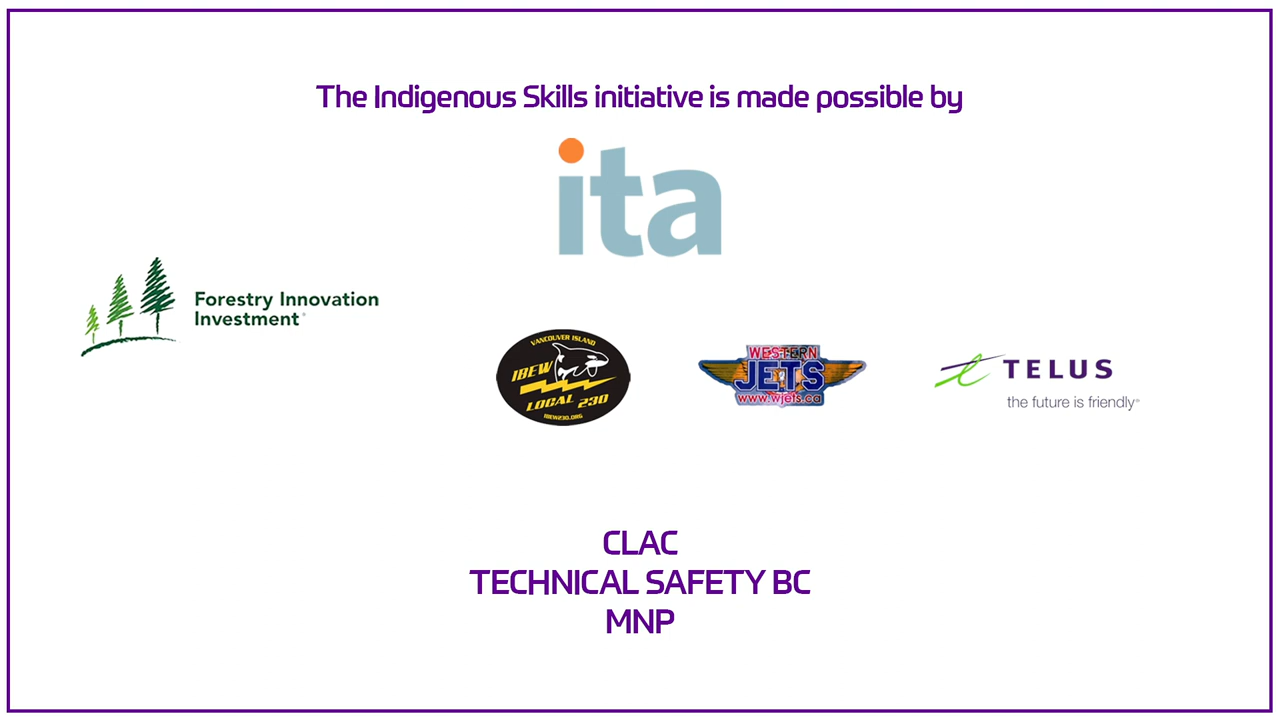 The Indigenous Skills initiative is made possible by
ita
Forestry Innovation
Investment®
VANCOUVER ISLAND
IBEW
LOCAL 230
IBEW230.ORG
WESTERN
JETS
www.wjets.ca
TELUS
the future is friendly®
CLAC
TECHNICAL SAFETY BC
MNP